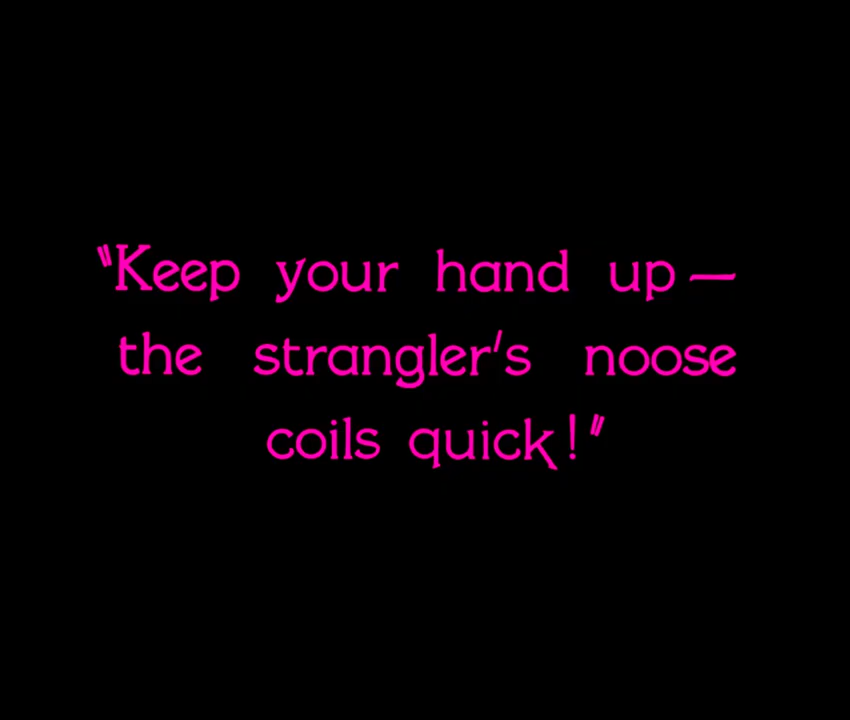 "Keep your hand up—
the strangler's noose
coils quick!"